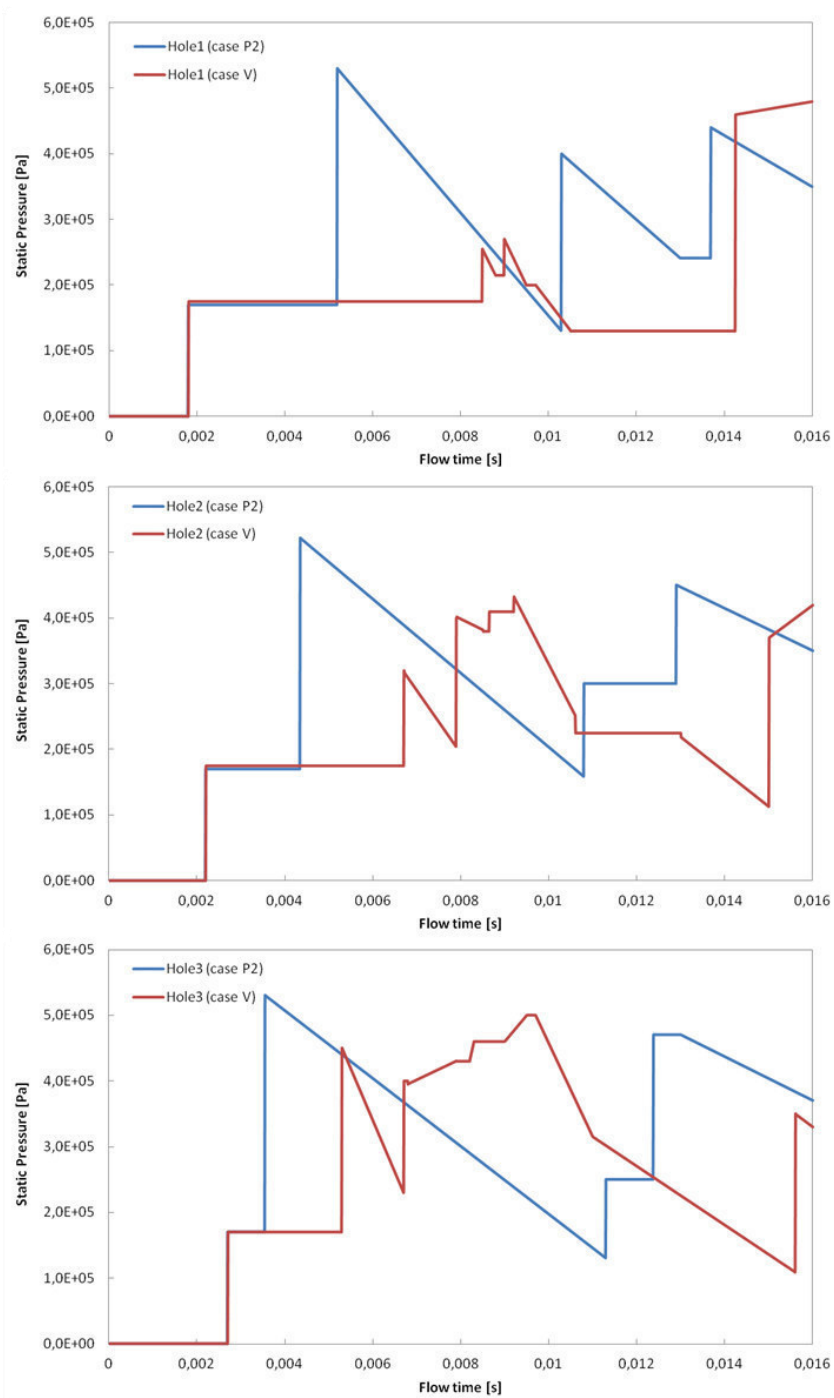 6,0E+05
Hole1 (case P2)
Hole1 (case V)
5,0E+05
4,0E+05
3,0E+05
2,0E+05
1,0E+05
0,0E+00
Static Pressure [Pa]
0 0,002 0,004 0,006 0,008 0,01 0,012 0,014 0,016
Flow time [s]
6,0E+05
Hole2 (case P2)
Hole2 (case V)
5,0E+05
4,0E+05
3,0E+05
2,0E+05
1,0E+05
0,0E+00
Static Pressure [Pa]
0 0,002 0,004 0,006 0,008 0,01 0,012 0,014 0,016
Flow time [s]
6,0E+05
Hole3 (case P2)
Hole3 (case V)
5,0E+05
4,0E+05
3,0E+05
2,0E+05
1,0E+05
0,0E+00
Static Pressure [Pa]
0 0,002 0,004 0,006 0,008 0,01 0,012 0,014 0,016
Flow time [s]